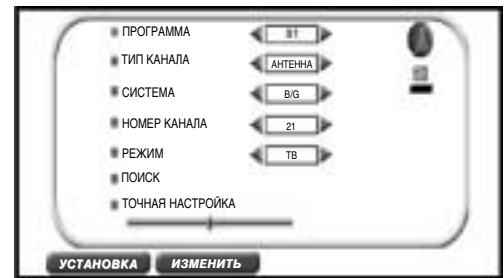 ПРОГРАММА
ТИП КАНАЛА АНТЕННА
СИСТЕМА B/G
НОМЕР КАНАЛА 21
РЕЖИМ ТВ
ПОИСК
ТОЧНАЯ НАСТРОЙКА
УСТАНОВКА ИЗМЕНИТЬ